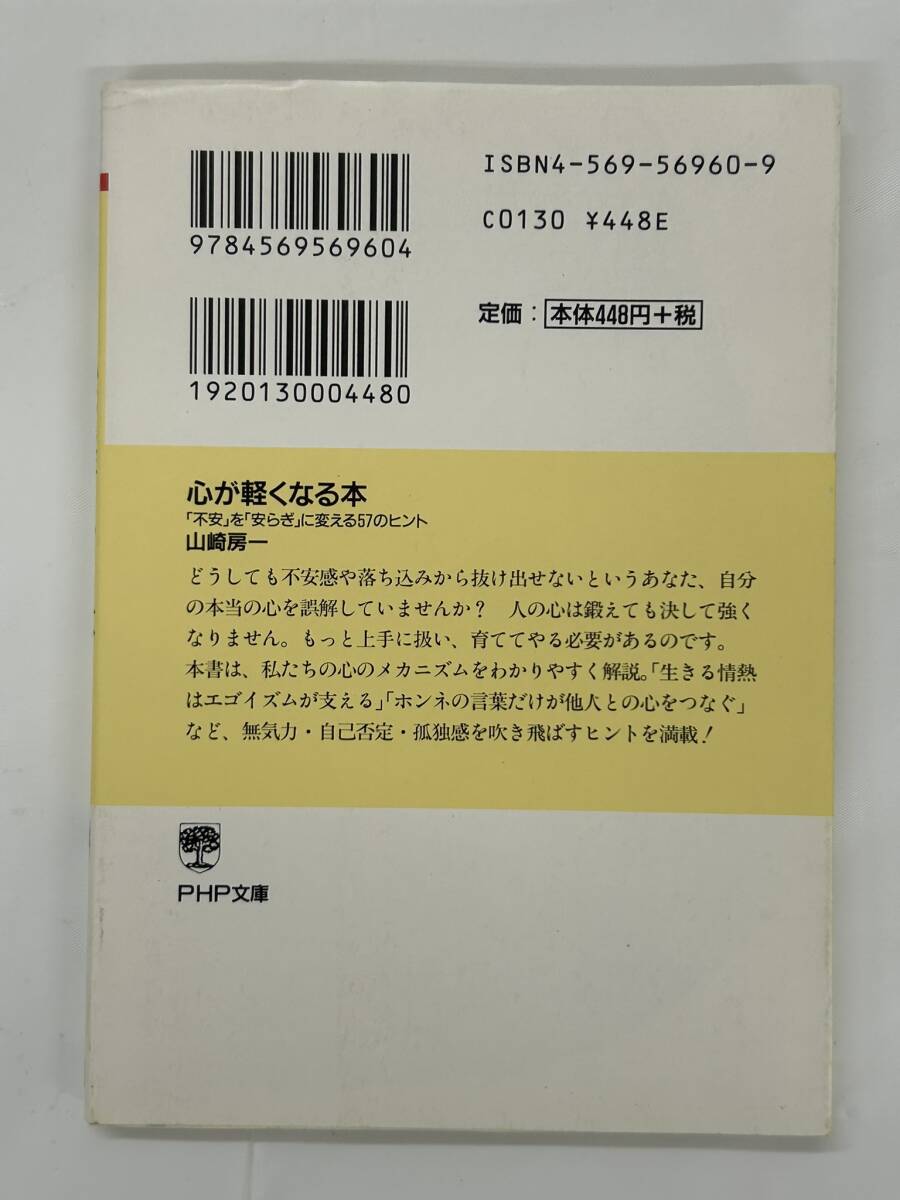 ISBN4-569-56960-9
9784569569604
C0130 ¥448E
定価：本体448円+税
1920130004480
心が軽くなる本
「不安」を「安らぎ」に変える57のヒント
山崎房一
どうしても不安感や落ち込みから抜け出せないというあなた、自分
の本当の心を誤解していませんか？　人の心は鍛えても決して強く
なりません。もっと上手に扱い、育ててやる必要があるのです。
本書は、私たちの心のメカニズムをわかりやすく解説。「生きる情熱
はエゴイズムが支える」「ホンネの言葉だけが他人との心をつなぐ」
など、無気力・自己否定・孤独感を吹き飛ばすヒントを満載！
PHP文庫